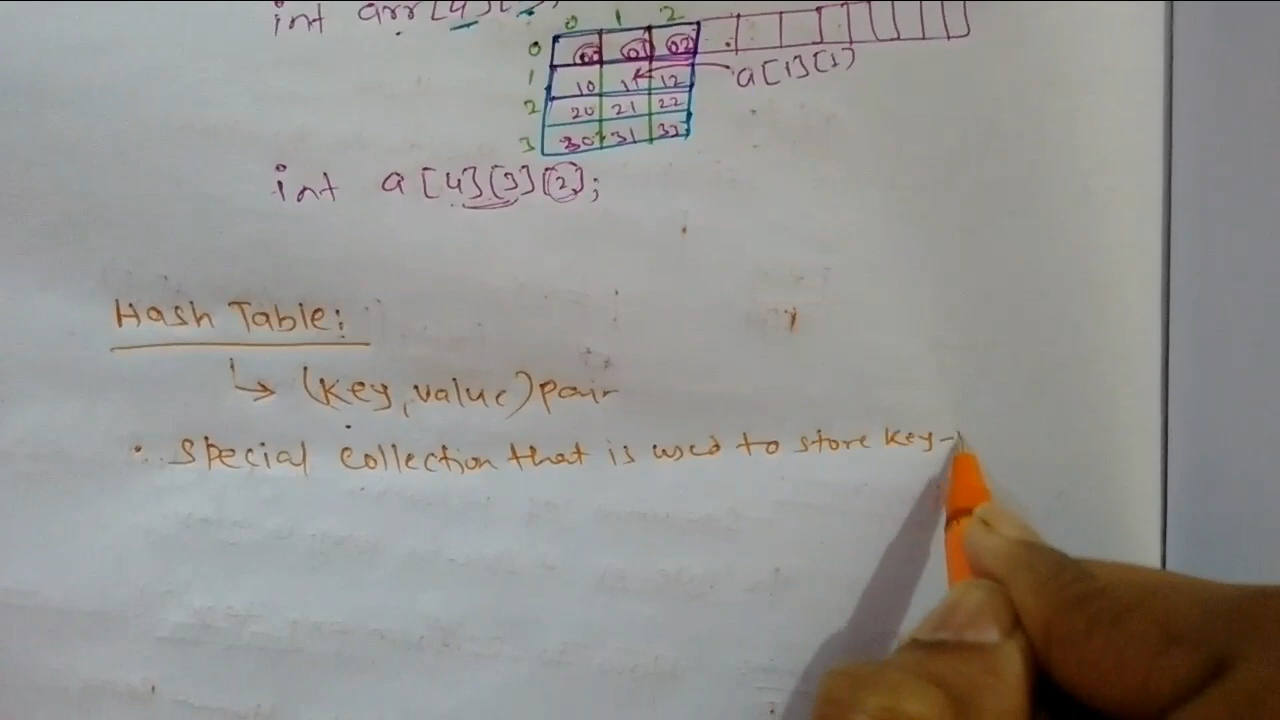 int arr[4][
0 1 2
0 00 01 02
1 10 11 12 a[1][1]
2 20 21 22
3 30 31 32
int a[4][3][2];
Hash Table:
↳ (Key, value) pair
• Special collection that is used to store Key-